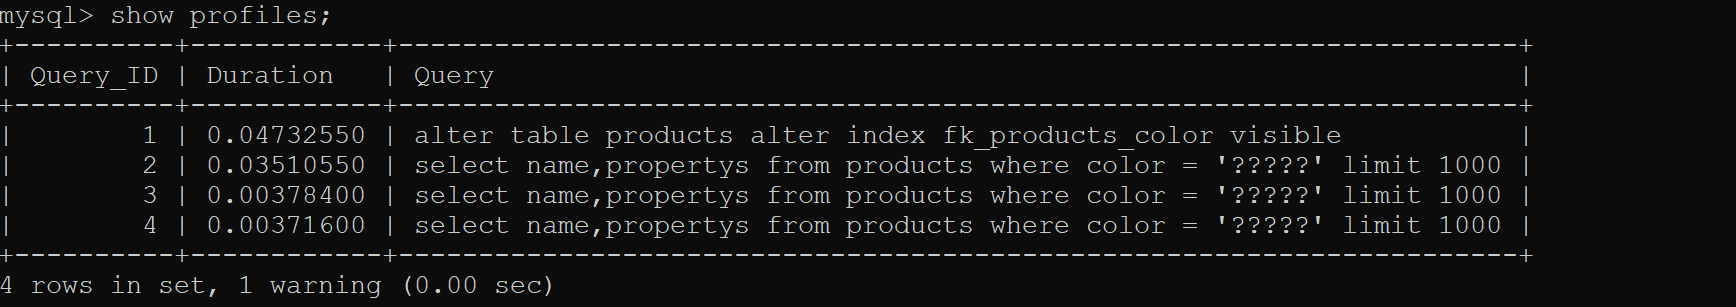 mysql> show profiles;
+----------+------------+----------------------------------------------------------------------+
| Query_ID | Duration   | Query                                                                |
+----------+------------+----------------------------------------------------------------------+
|        1 | 0.04732550 | alter table products alter index fk_products_color visible           |
|        2 | 0.03510550 | select name,propertys from products where color = '?????' limit 1000 |
|        3 | 0.00378400 | select name,propertys from products where color = '?????' limit 1000 |
|        4 | 0.00371600 | select name,propertys from products where color = '?????' limit 1000 |
+----------+------------+----------------------------------------------------------------------+
4 rows in set, 1 warning (0.00 sec)